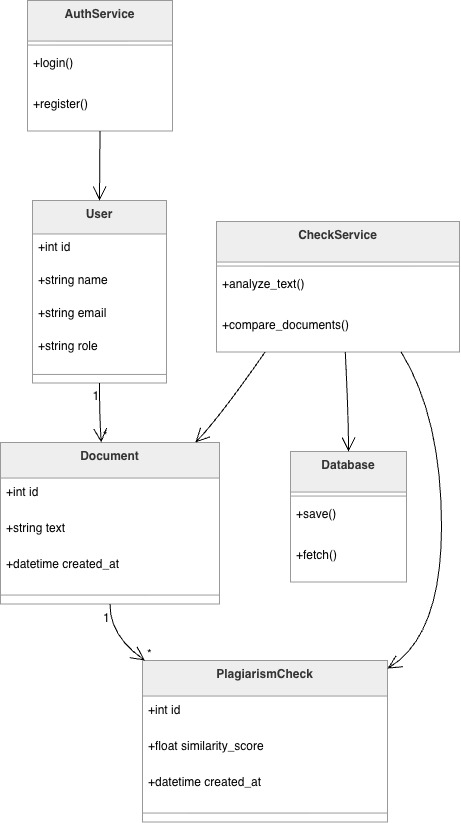 AuthService
+login()
+register()
User
+int id
+string name
+string email
+string role
1
*
CheckService
+analyze_text()
+compare_documents()
Document
+int id
+string text
+datetime created_at
1
*
Database
+save()
+fetch()
PlagiarismCheck
+int id
+float similarity_score
+datetime created_at